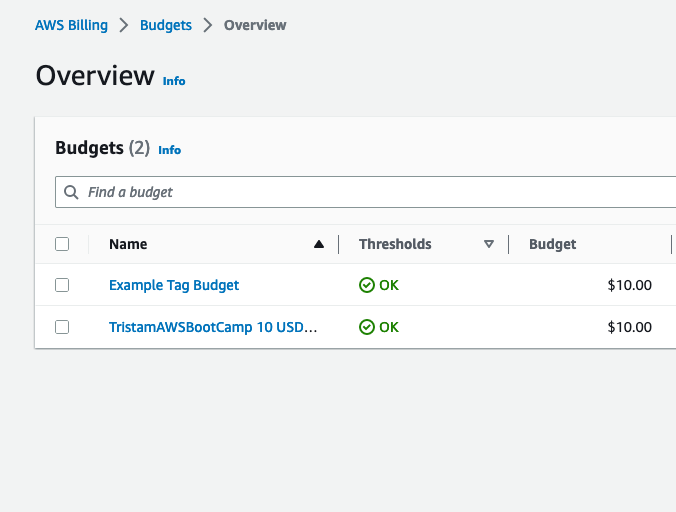 AWS Billing > Budgets > Overview
Overview Info
Budgets (2) Info
Find a budget
Name Thresholds Budget
Example Tag Budget OK $10.00
TristamAWSBootCamp 10 USD... OK $10.00